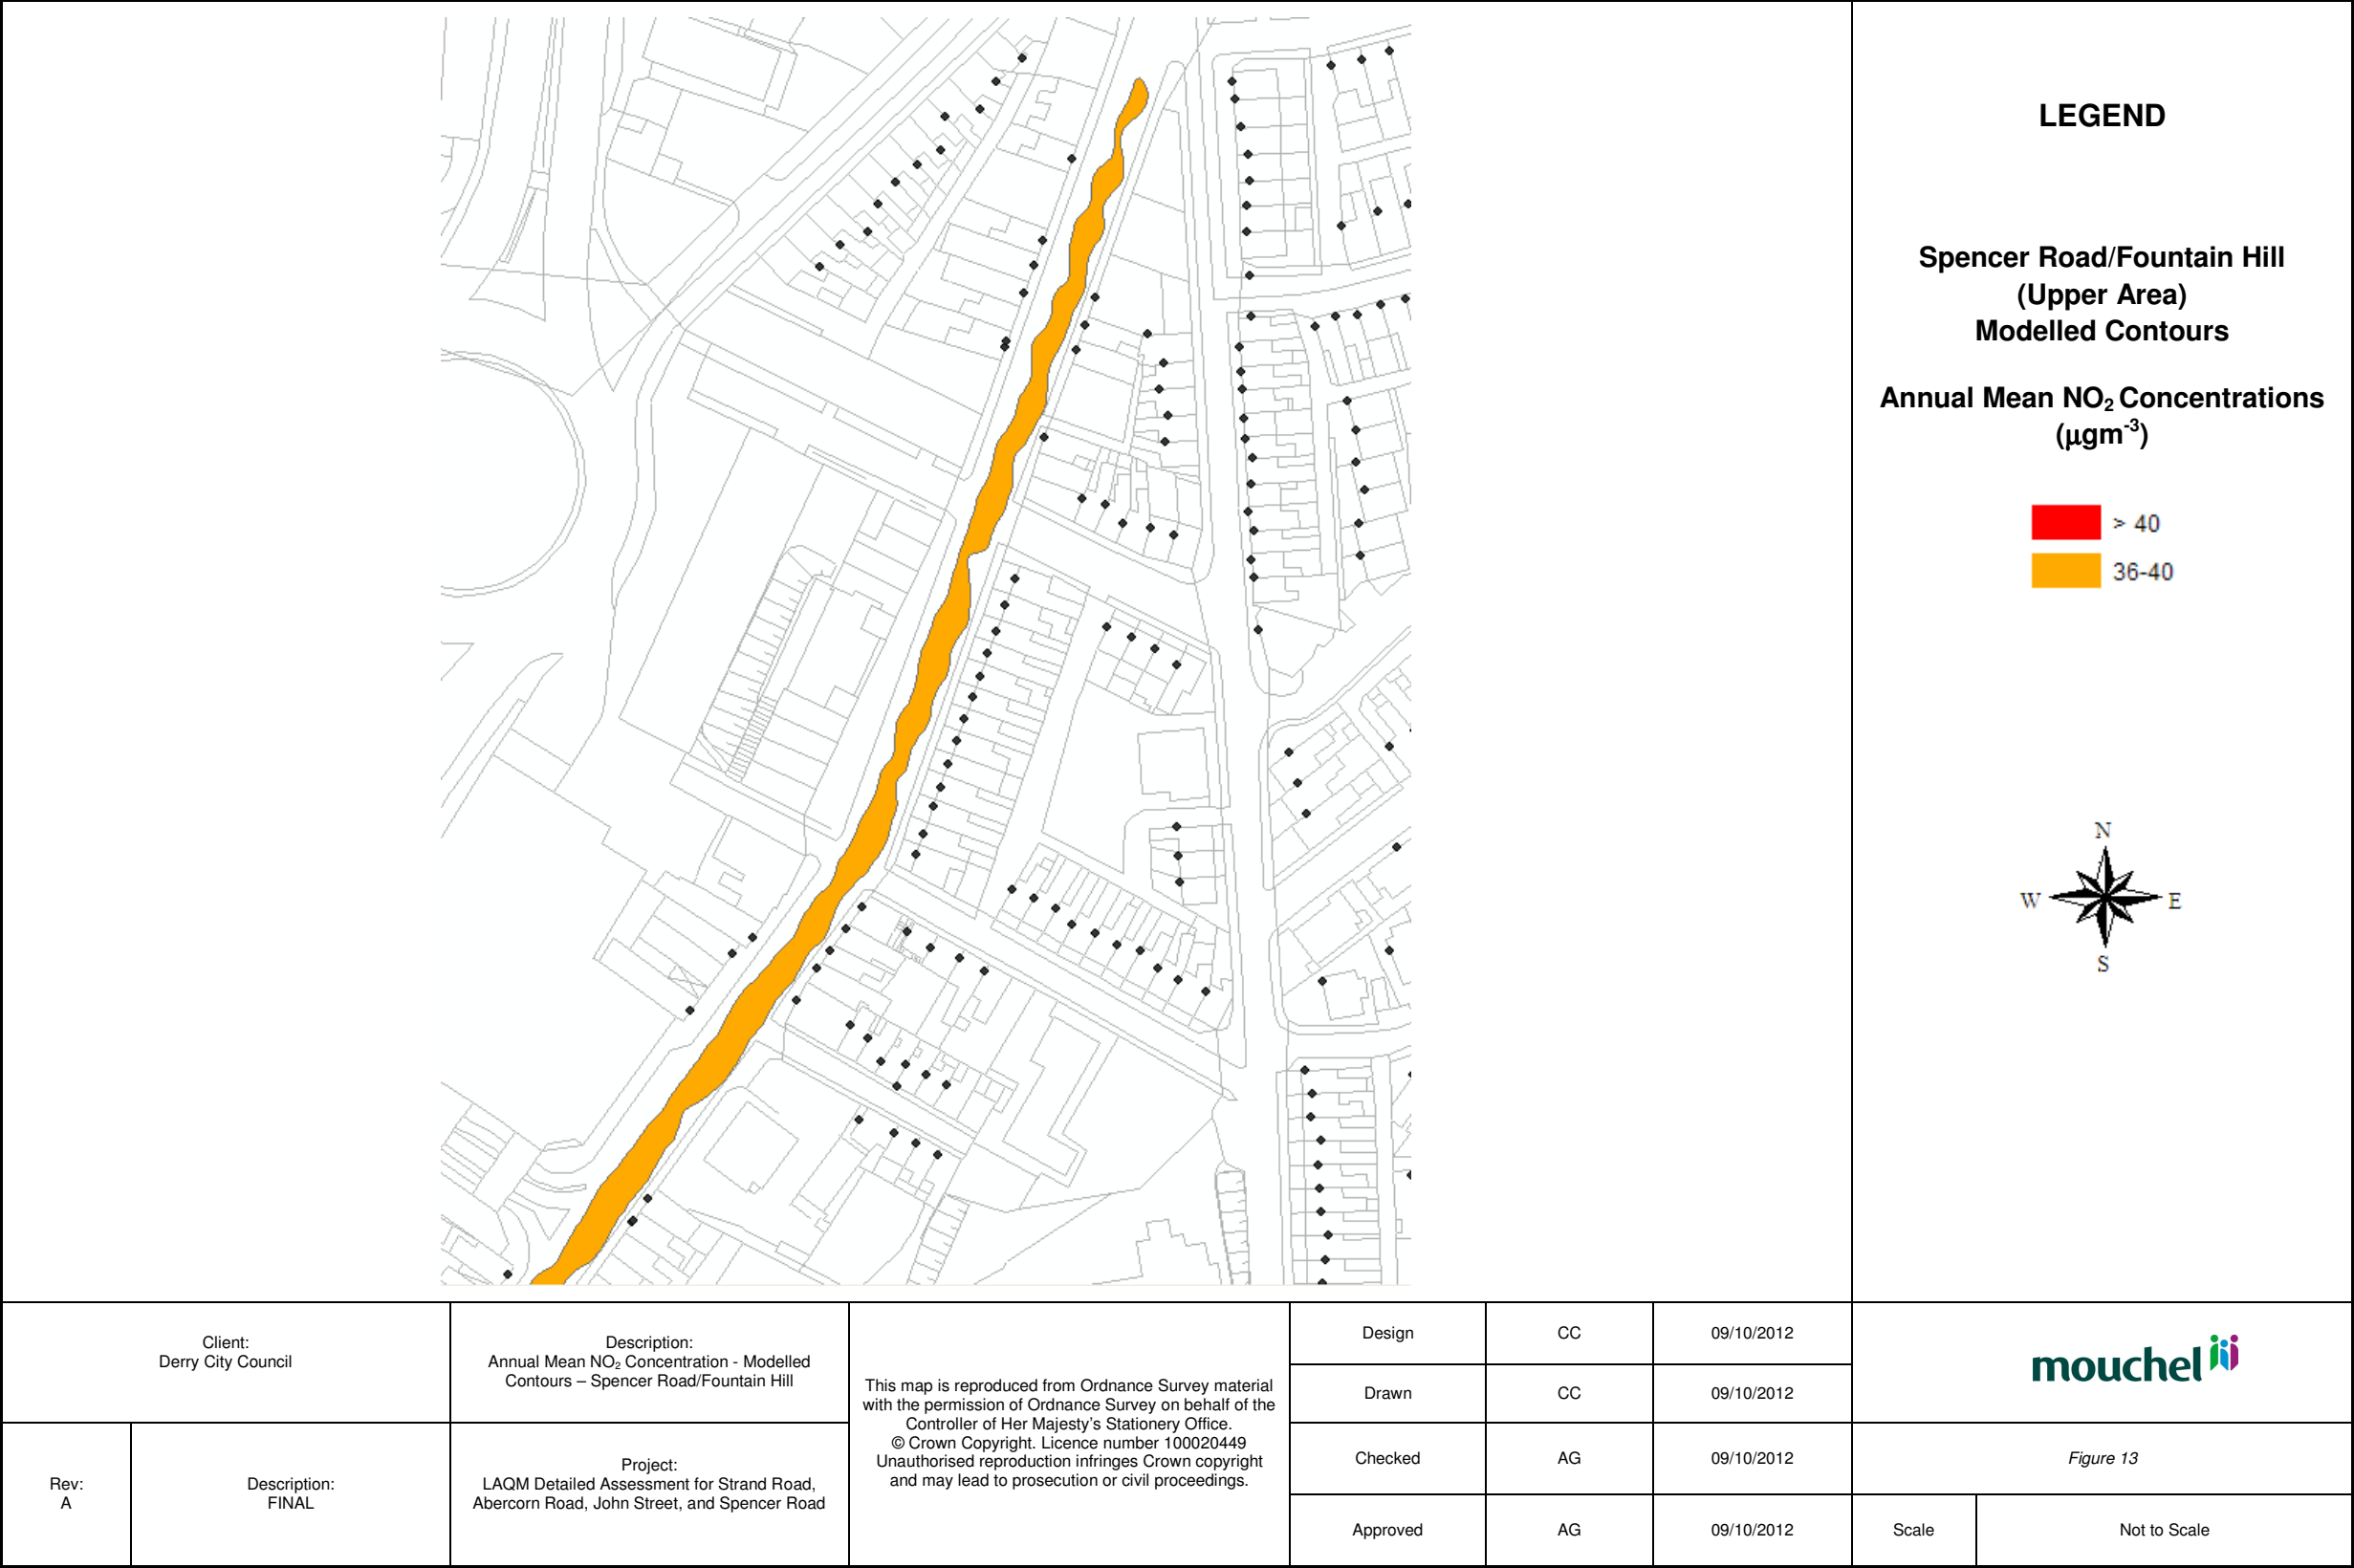 LEGEND
Spencer Road/Fountain Hill
(Upper Area)
Modelled Contours
Annual Mean NO₂ Concentrations
(µgm⁻³)
> 40
36-40
N
W E
S
Client:
Derry City Council
Description:
Annual Mean NO₂ Concentration - Modelled
Contours – Spencer Road/Fountain Hill
Rev:
A
Description:
FINAL
Project:
LAQM Detailed Assessment for Strand Road,
Abercorn Road, John Street, and Spencer Road
This map is reproduced from Ordnance Survey material
with the permission of Ordnance Survey on behalf of the
Controller of Her Majesty's Stationery Office.
© Crown Copyright. Licence number 100020449
Unauthorised reproduction infringes Crown copyright
and may lead to prosecution or civil proceedings.
Design CC 09/10/2012
Drawn CC 09/10/2012
Checked AG 09/10/2012
Approved AG 09/10/2012
mouchel
Figure 13
Scale Not to Scale